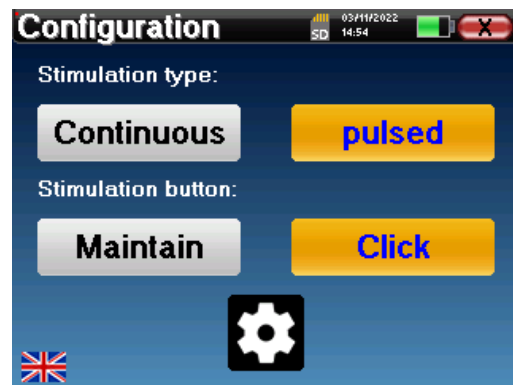 Configuration
SD
03/11/2022
14:54
X
Stimulation type:
Continuous
pulsed
Stimulation button:
Maintain
Click